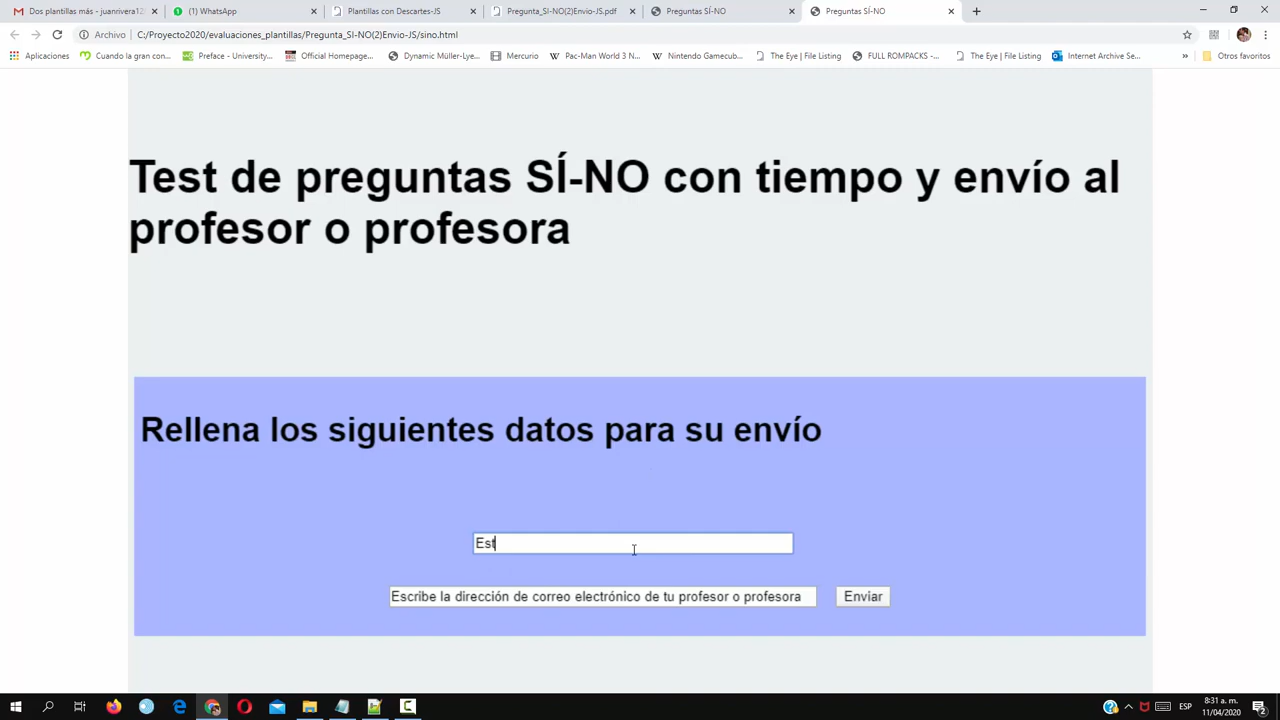 Dos plantillas más - juanrivera12
(1) WhatsApp
Plantillas con Descartes-JS
Pregunta_SI-NO(2)Envio-JS.pdf
Preguntas SÍ-NO
Preguntas SÍ-NO
Archivo
C:/Proyecto2020/evaluaciones_plantillas/Pregunta_SI-NO(2)Envio-JS/sino.html
Aplicaciones
Cuando la gran con...
Preface - University...
Official Homepage...
Dynamic Müller-Lye...
Mercurio
Pac-Man World 3 N...
Nintendo Gamecub...
The Eye | File Listing
FULL ROMPACKS -...
The Eye | File Listing
Internet Archive Se...
»
Otros favoritos
Test de preguntas SÍ-NO con tiempo y envío al
profesor o profesora
Rellena los siguientes datos para su envío
Est
Escribe la dirección de correo electrónico de tu profesor o profesora
Enviar
ESP
8:31 a. m.
11/04/2020
2